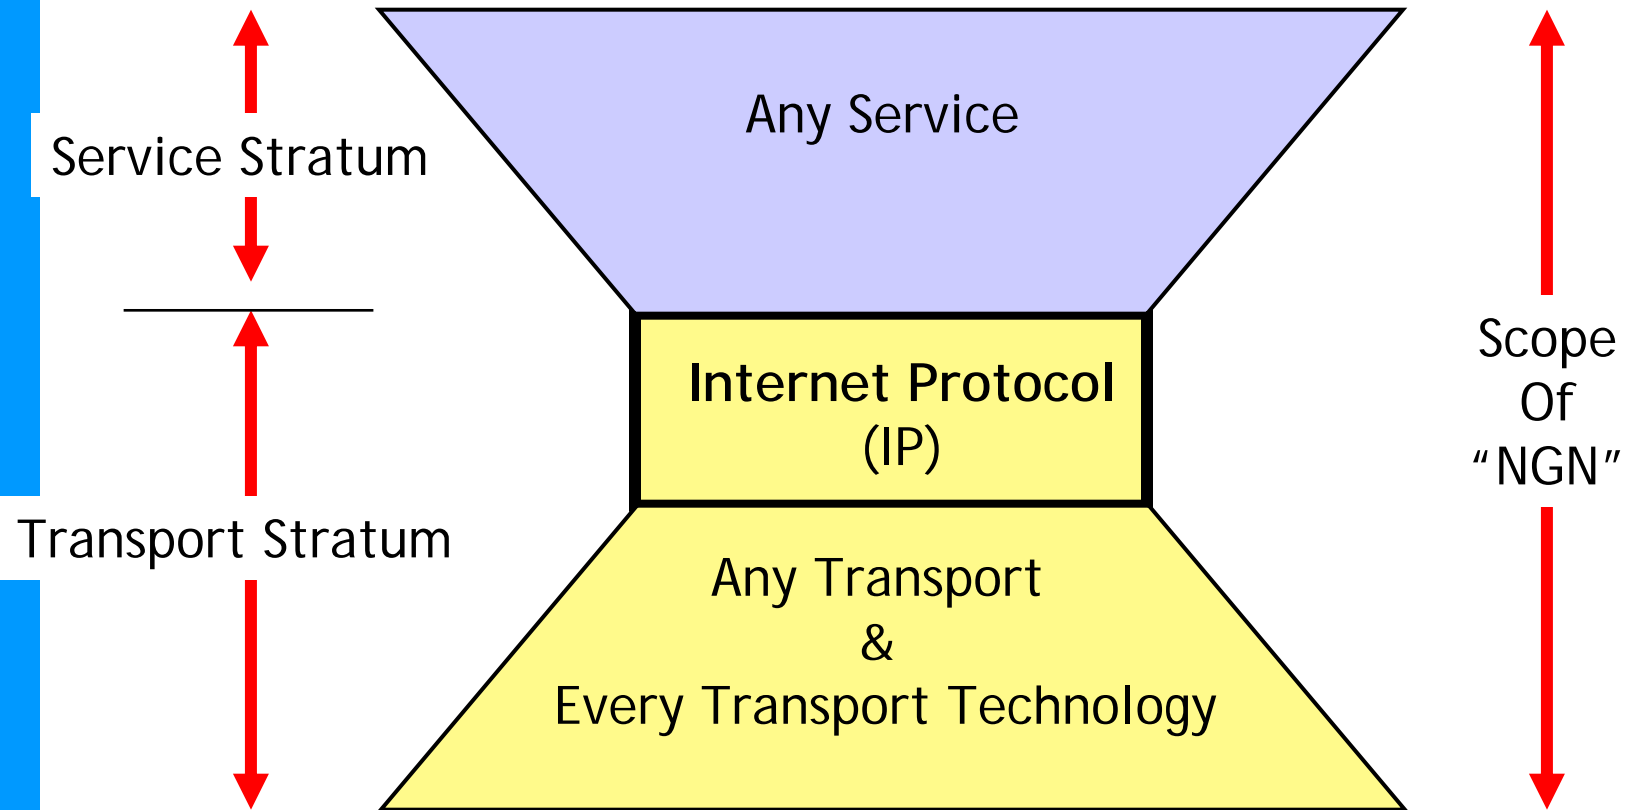 Any Service
Service Stratum
Internet Protocol
(IP)
Scope
Of
“NGN”
Transport Stratum
Any Transport
&
Every Transport Technology